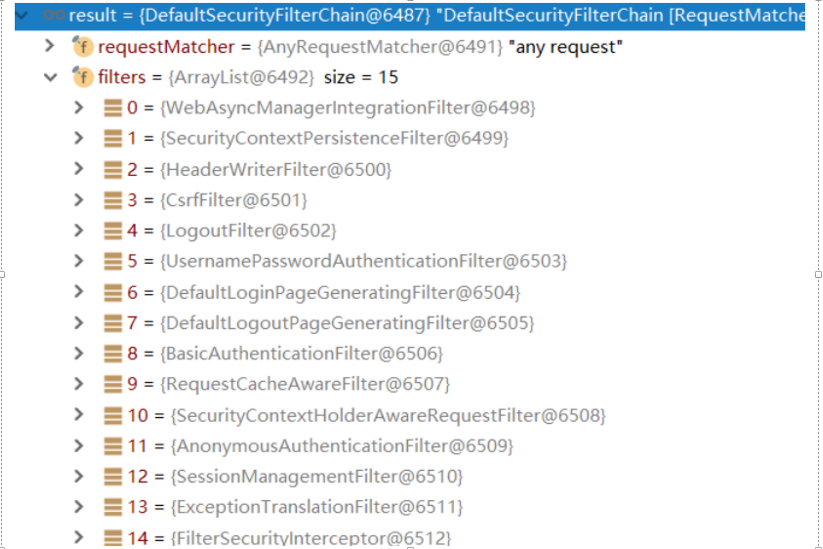 result = {DefaultSecurityFilterChain@6487} "DefaultSecurityFilterChain [RequestMatche
f requestMatcher = {AnyRequestMatcher@6491} "any request"
f filters = {ArrayList@6492} size = 15
0 = {WebAsyncManagerIntegrationFilter@6498}
1 = {SecurityContextPersistenceFilter@6499}
2 = {HeaderWriterFilter@6500}
3 = {CsrfFilter@6501}
4 = {LogoutFilter@6502}
5 = {UsernamePasswordAuthenticationFilter@6503}
6 = {DefaultLoginPageGeneratingFilter@6504}
7 = {DefaultLogoutPageGeneratingFilter@6505}
8 = {BasicAuthenticationFilter@6506}
9 = {RequestCacheAwareFilter@6507}
10 = {SecurityContextHolderAwareRequestFilter@6508}
11 = {AnonymousAuthenticationFilter@6509}
12 = {SessionManagementFilter@6510}
13 = {ExceptionTranslationFilter@6511}
14 = {FilterSecurityInterceptor@6512}